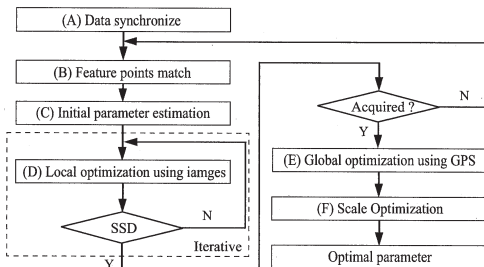 (A) Data synchronize
(B) Feature points match
(C) Initial parameter estimation
(D) Local optimization using iamges
SSD
N
Iterative
Y
Acquired ?
N
Y
(E) Global optimization using GPS
(F) Scale Optimization
Optimal parameter